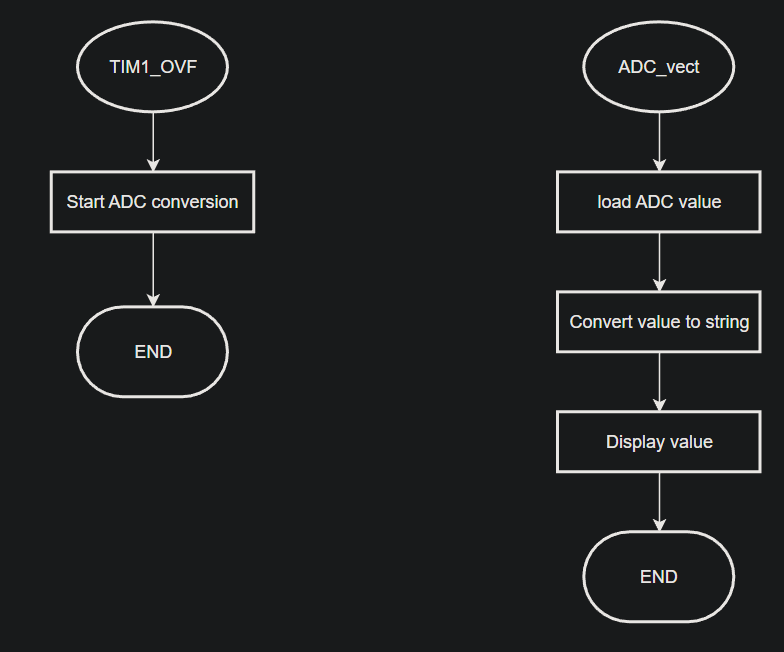 TIM1_OVF
Start ADC conversion
END
ADC_vect
load ADC value
Convert value to string
Display value
END